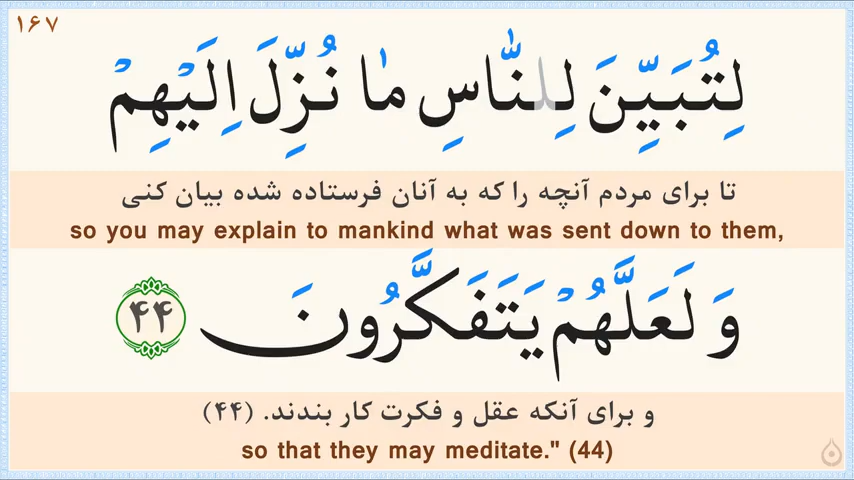 ۱۶۷
لِتُبَيِّنَ لِلنّٰاسِ مٰا نُزِّلَ اِلَيْهِمْ
تا برای مردم آنچه را که به آنان فرستاده شده بیان کنی
so you may explain to mankind what was sent down to them,
وَ لَعَلَّهُمْ يَتَفَكَّرُونَ ۴۴
و برای آنکه عقل و فکرت کار بندند. (۴۴)
so that they may meditate." (44)